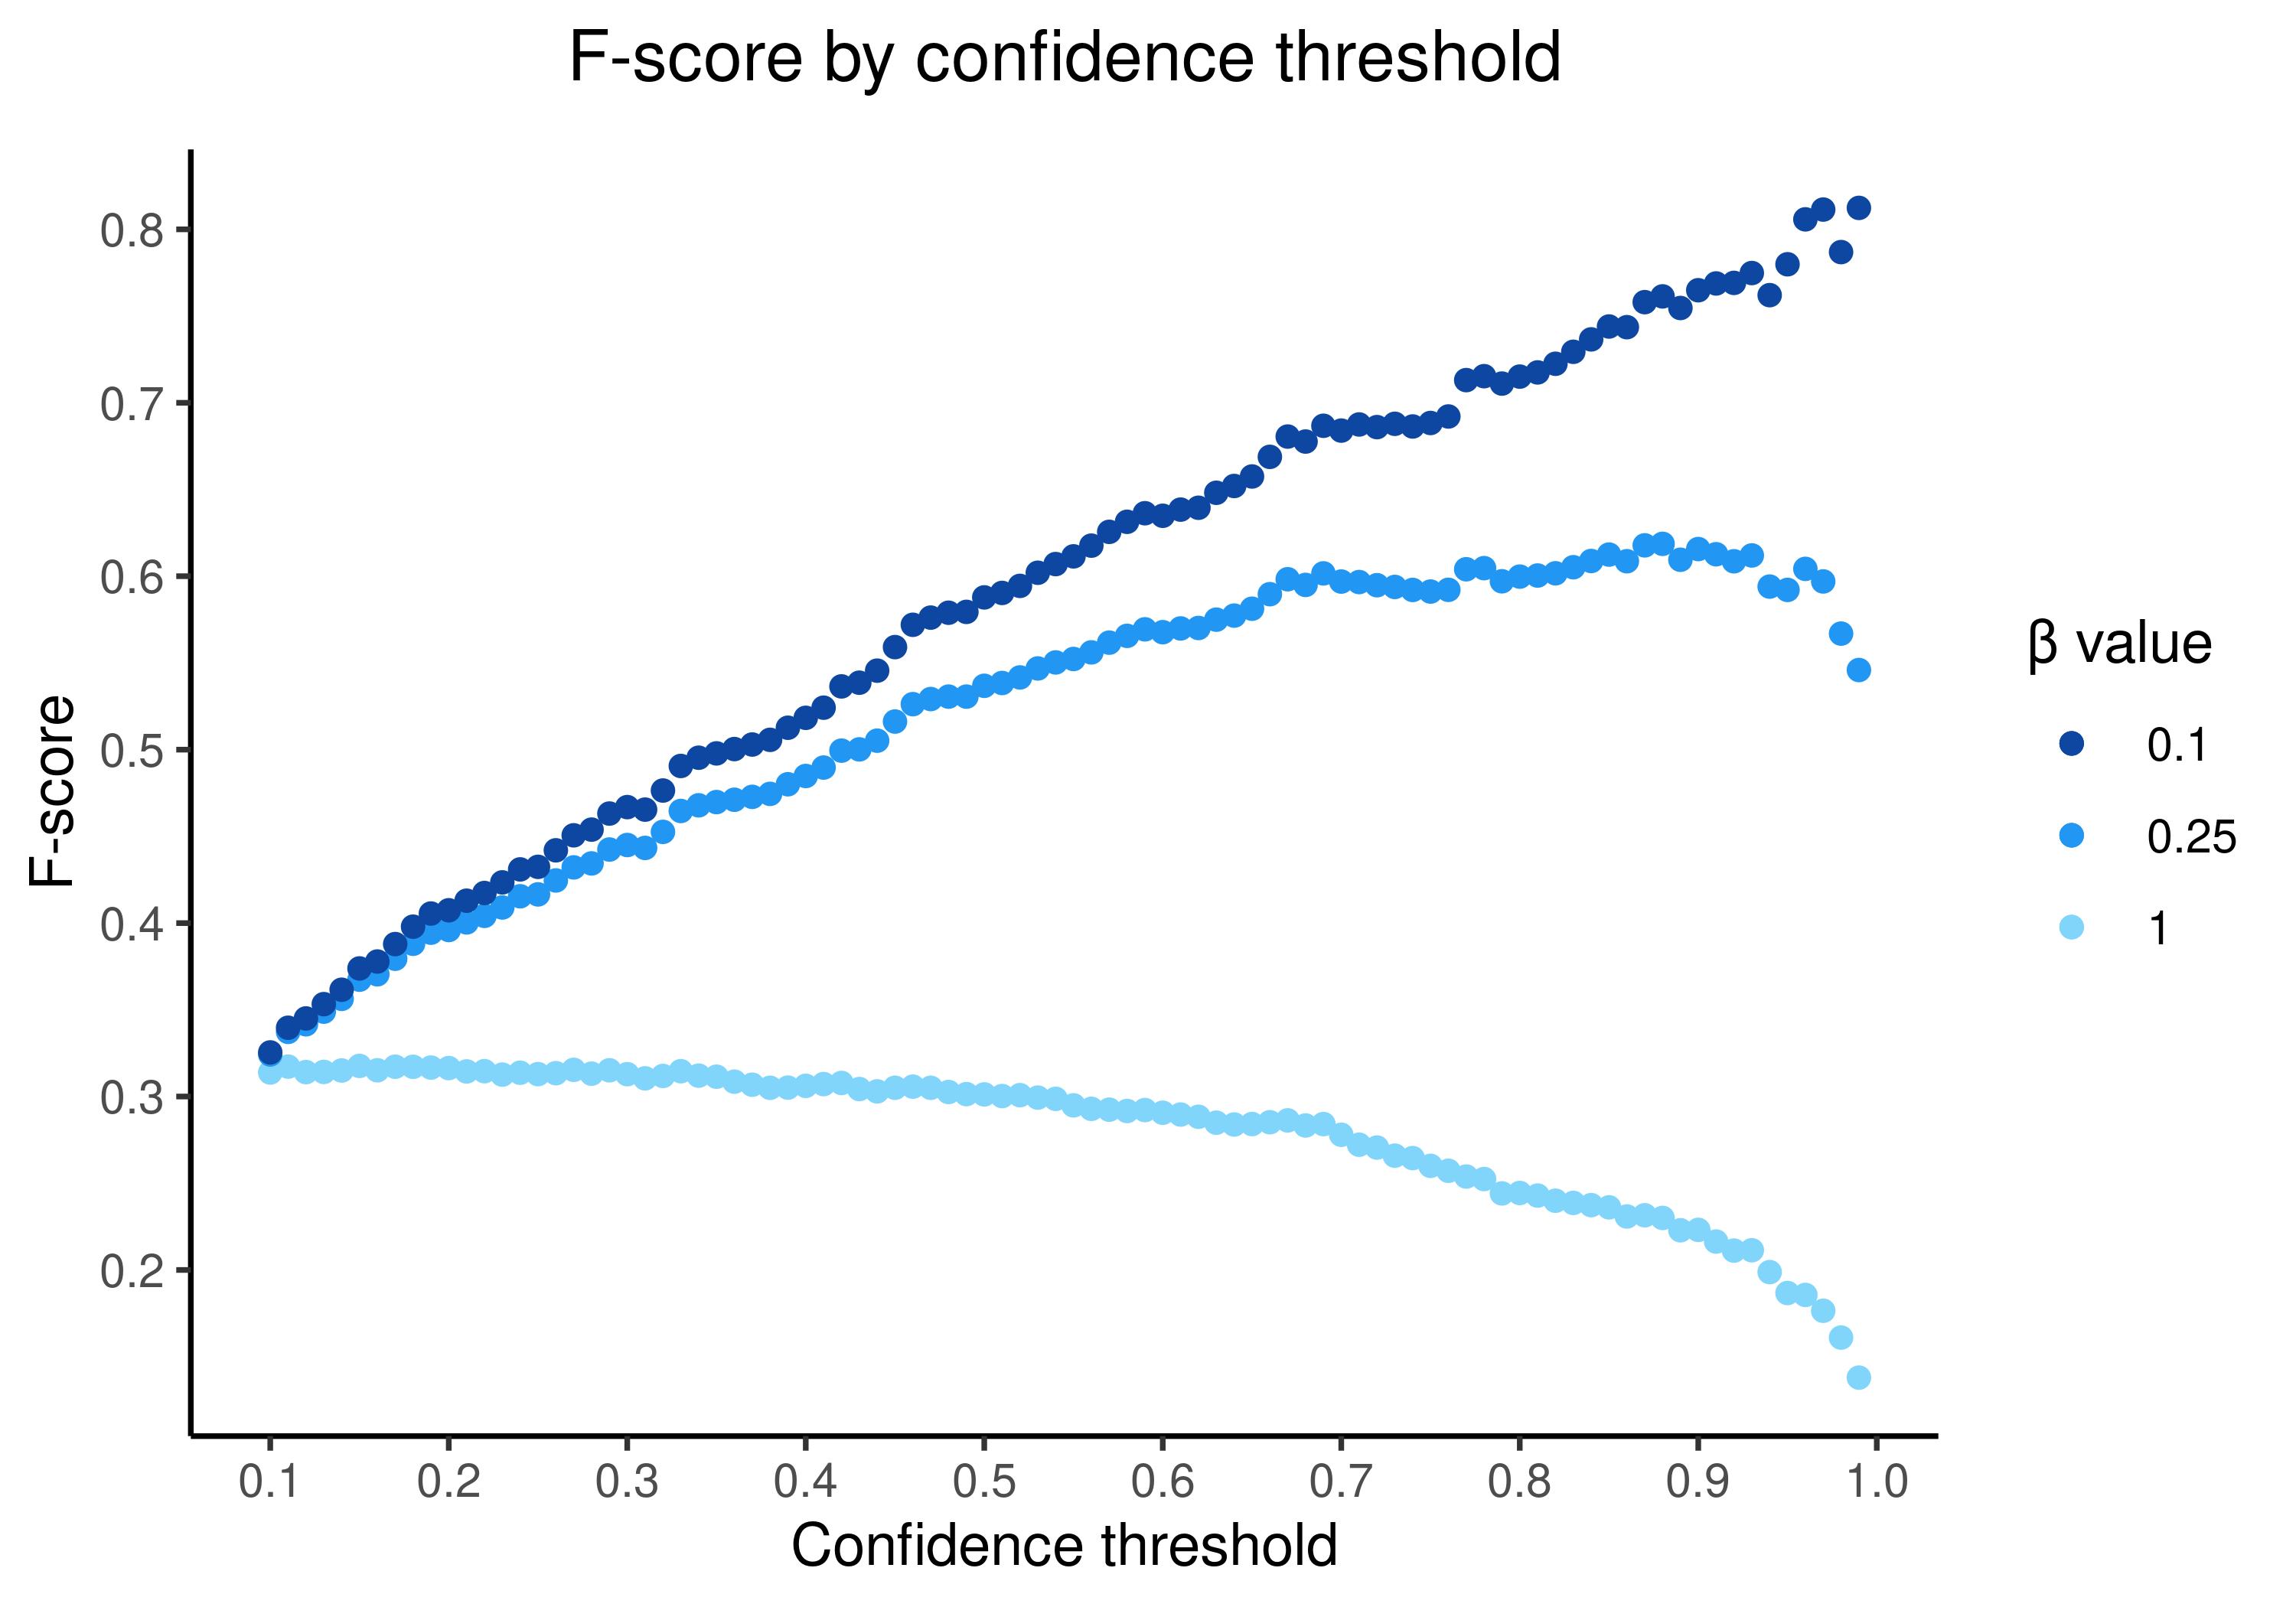 F-score by confidence threshold
0.8
0.7
0.6
0.5
0.4
0.3
0.2
F-score
0.1 0.2 0.3 0.4 0.5 0.6 0.7 0.8 0.9 1.0
Confidence threshold
β value
0.1
0.25
1